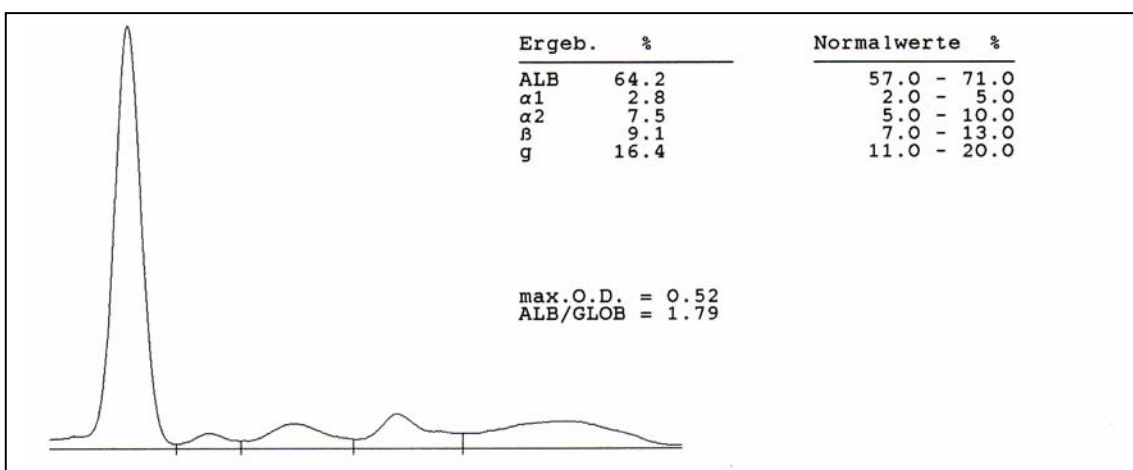 Ergeb. % Normalwerte %
ALB 64.2 57.0 - 71.0
α1 2.8 2.0 - 5.0
α2 7.5 5.0 - 10.0
ß 9.1 7.0 - 13.0
g 16.4 11.0 - 20.0
max.O.D. = 0.52
ALB/GLOB = 1.79